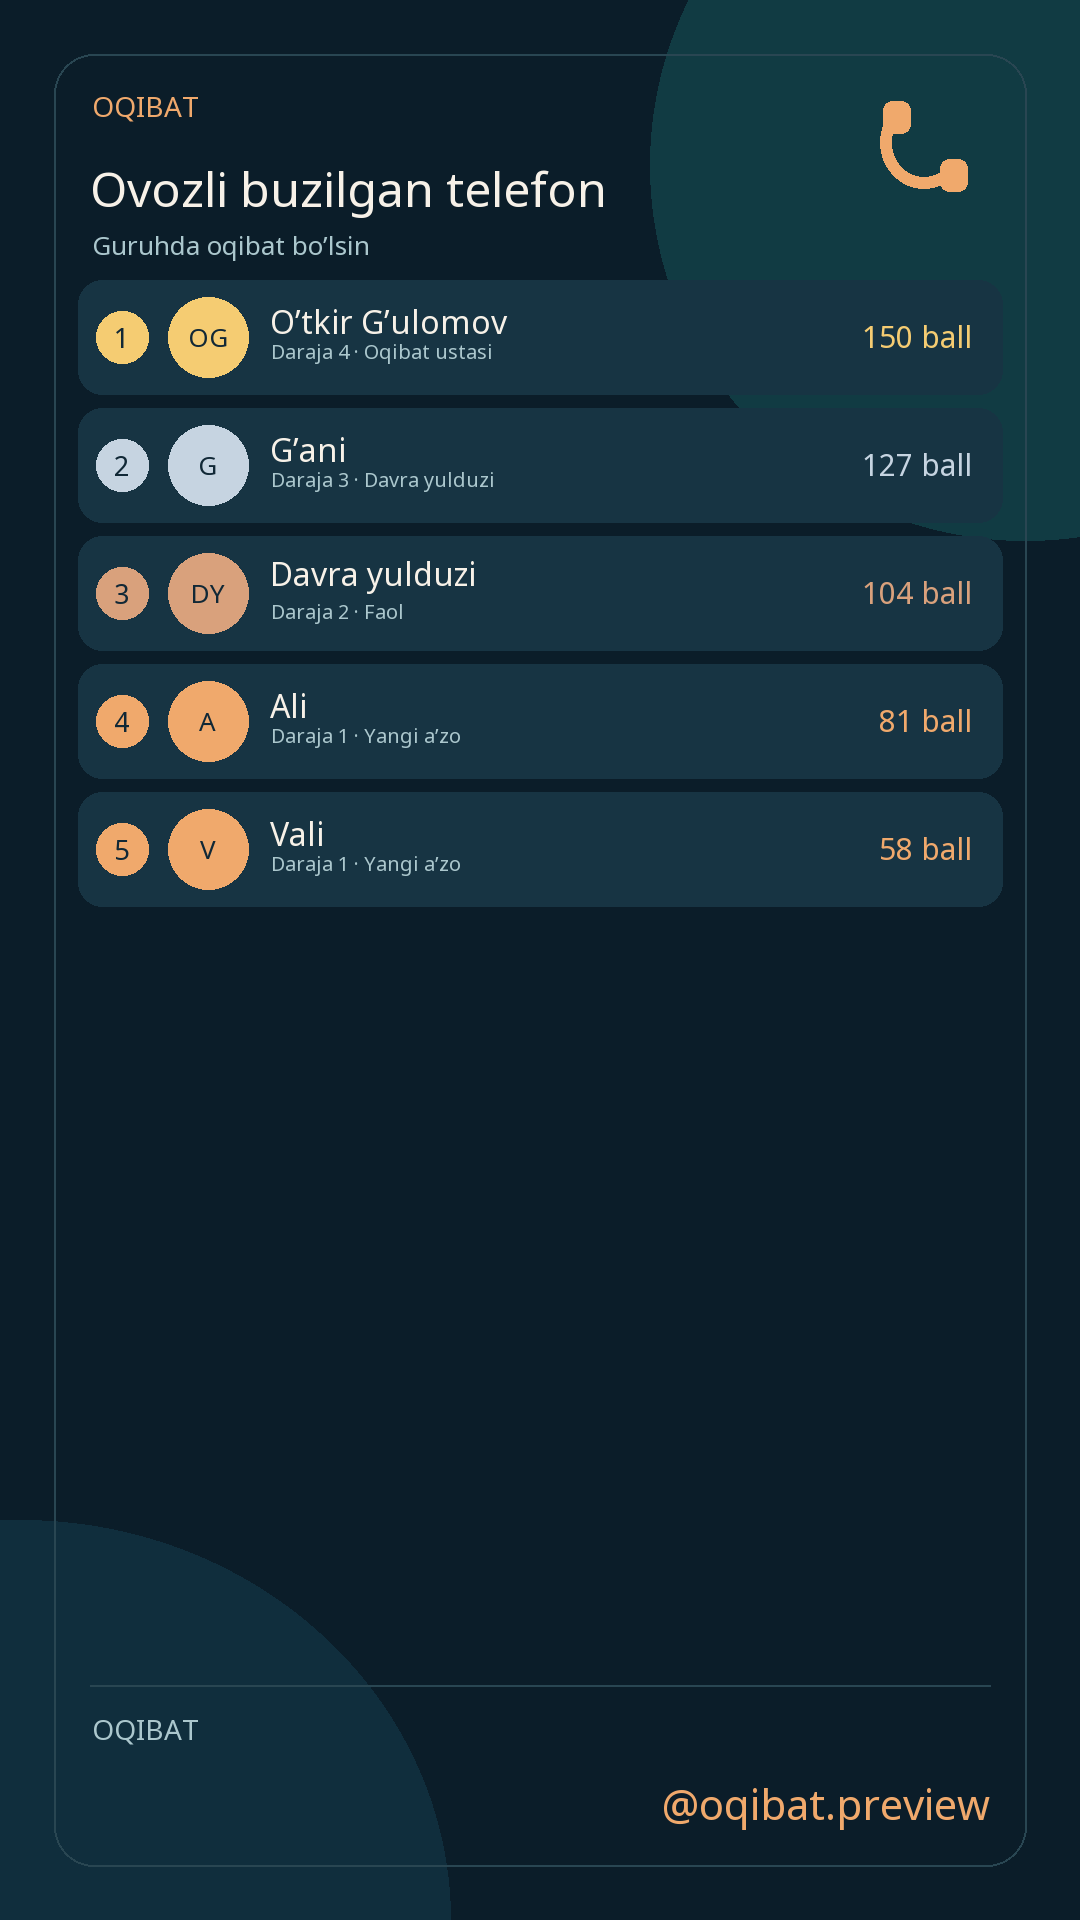 OQIBAT
Ovozli buzilgan telefon
Guruhda oqibat bo’lsin
1 OG O’tkir G’ulomov 150 ball
Daraja 4 · Oqibat ustasi
2 G G’ani 127 ball
Daraja 3 · Davra yulduzi
3 DY Davra yulduzi 104 ball
Daraja 2 · Faol
4 A Ali 81 ball
Daraja 1 · Yangi a’zo
5 V Vali 58 ball
Daraja 1 · Yangi a’zo
OQIBAT
@oqibat.preview